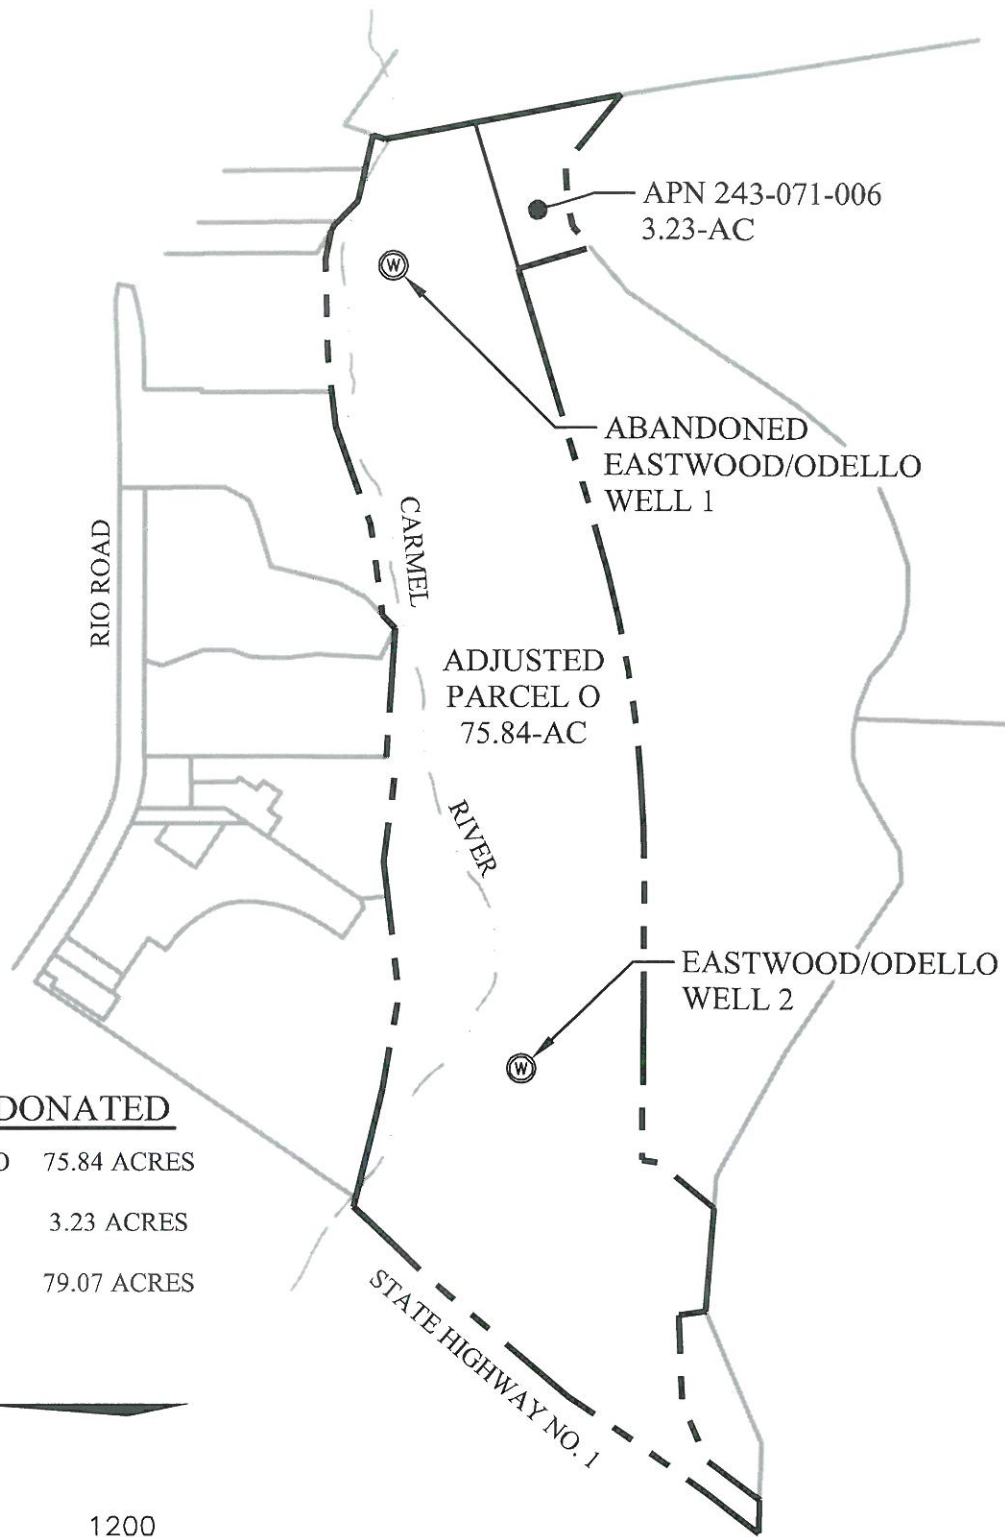 APN 243-071-006
3.23-AC
W
ABANDONED
EASTWOOD/ODELLO
WELL 1
CARMEL
RIO ROAD
ADJUSTED
PARCEL O
75.84-AC
RIVER
EASTWOOD/ODELLO
WELL 2
W
DONATED
O 75.84 ACRES
3.23 ACRES
79.07 ACRES
STATE HIGHWAY NO. 1
1200